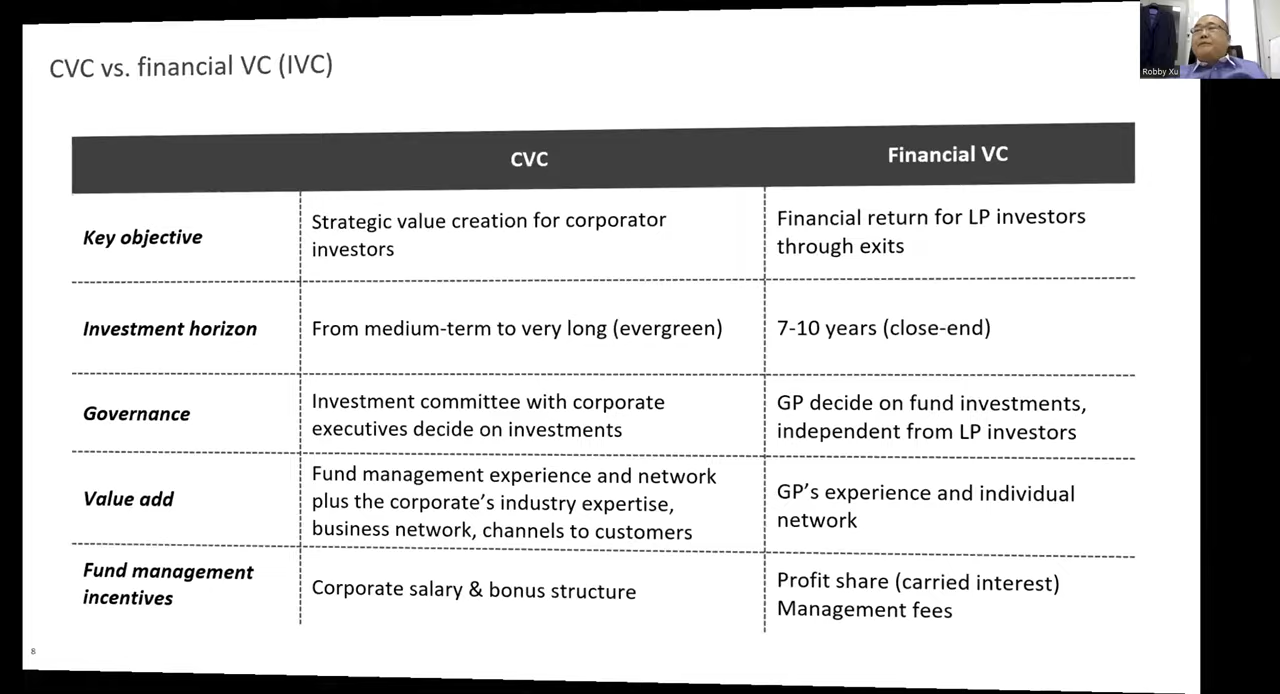 Robby Xu
CVC vs. financial VC (IVC)
CVC
Financial VC
Key objective
Strategic value creation for corporator
investors
Financial return for LP investors
through exits
Investment horizon
From medium-term to very long (evergreen)
7-10 years (close-end)
Governance
Investment committee with corporate
executives decide on investments
GP decide on fund investments,
independent from LP investors
Value add
Fund management experience and network
plus the corporate’s industry expertise,
business network, channels to customers
GP’s experience and individual
network
Fund management
incentives
Corporate salary & bonus structure
Profit share (carried interest)
Management fees
8